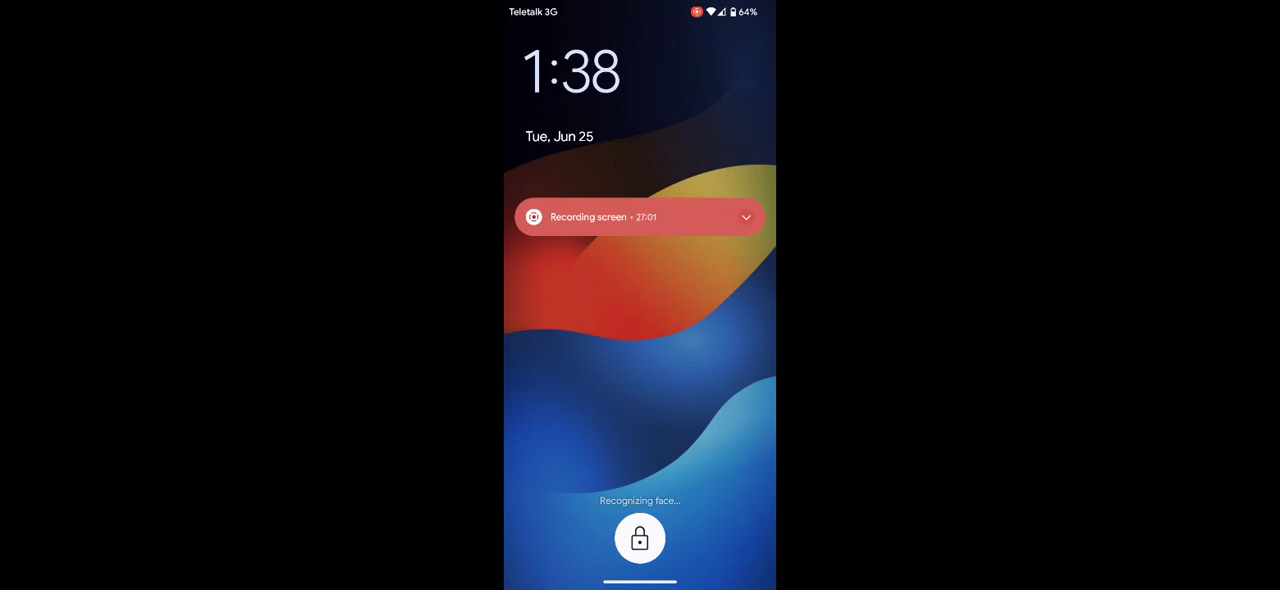 Teletalk 3G
64%
1:38
Tue, Jun 25
Recording screen • 27:01
Recognizing face...